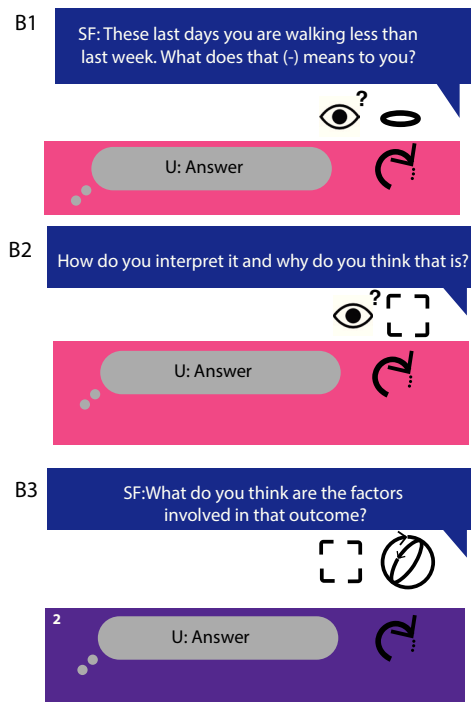 B1
SF: These last days you are walking less than
last week. What does that (-) means to you?
?
U: Answer
B2
How do you interpret it and why do you think that is?
?
U: Answer
B3
SF:What do you think are the factors
involved in that outcome?
2
U: Answer